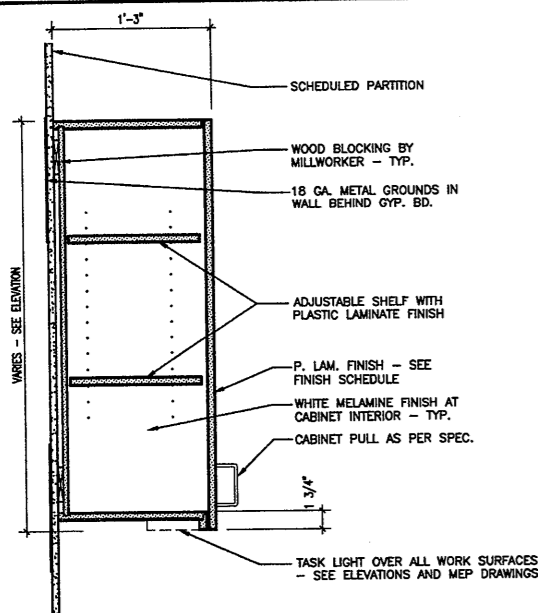 1'-3"
SCHEDULED PARTITION
WOOD BLOCKING BY
MILLWORKER – TYP.
18 GA. METAL GROUNDS IN
WALL BEHIND GYP. BD.
VARIES – SEE ELEVATION
ADJUSTABLE SHELF WITH
PLASTIC LAMINATE FINISH
P. LAM. FINISH – SEE
FINISH SCHEDULE
WHITE MELAMINE FINISH AT
CABINET INTERIOR – TYP.
CABINET PULL AS PER SPEC.
1 3/4"
TASK LIGHT OVER ALL WORK SURFACES
– SEE ELEVATIONS AND MEP DRAWINGS